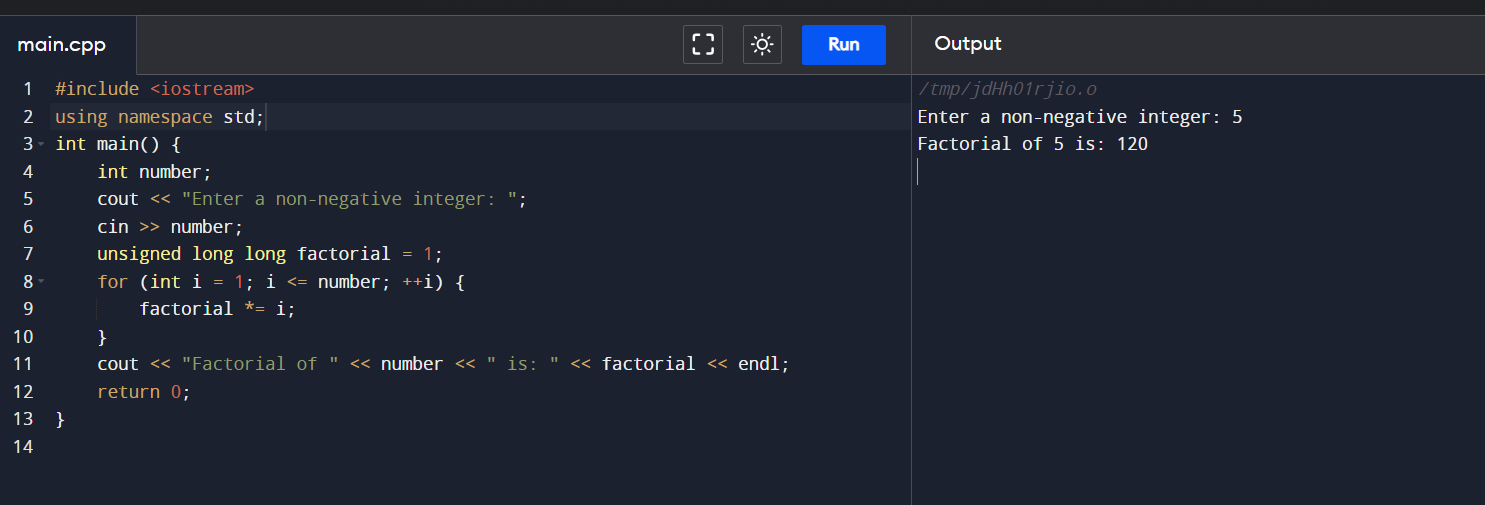 main.cpp
Run
Output
1 #include <iostream>
2 using namespace std;
3 int main() {
4     int number;
5     cout << "Enter a non-negative integer: ";
6     cin >> number;
7     unsigned long long factorial = 1;
8     for (int i = 1; i <= number; ++i) {
9         factorial *= i;
10     }
11     cout << "Factorial of " << number << " is: " << factorial << endl;
12     return 0;
13 }
14
/tmp/jdHh01rjio.o
Enter a non-negative integer: 5
Factorial of 5 is: 120